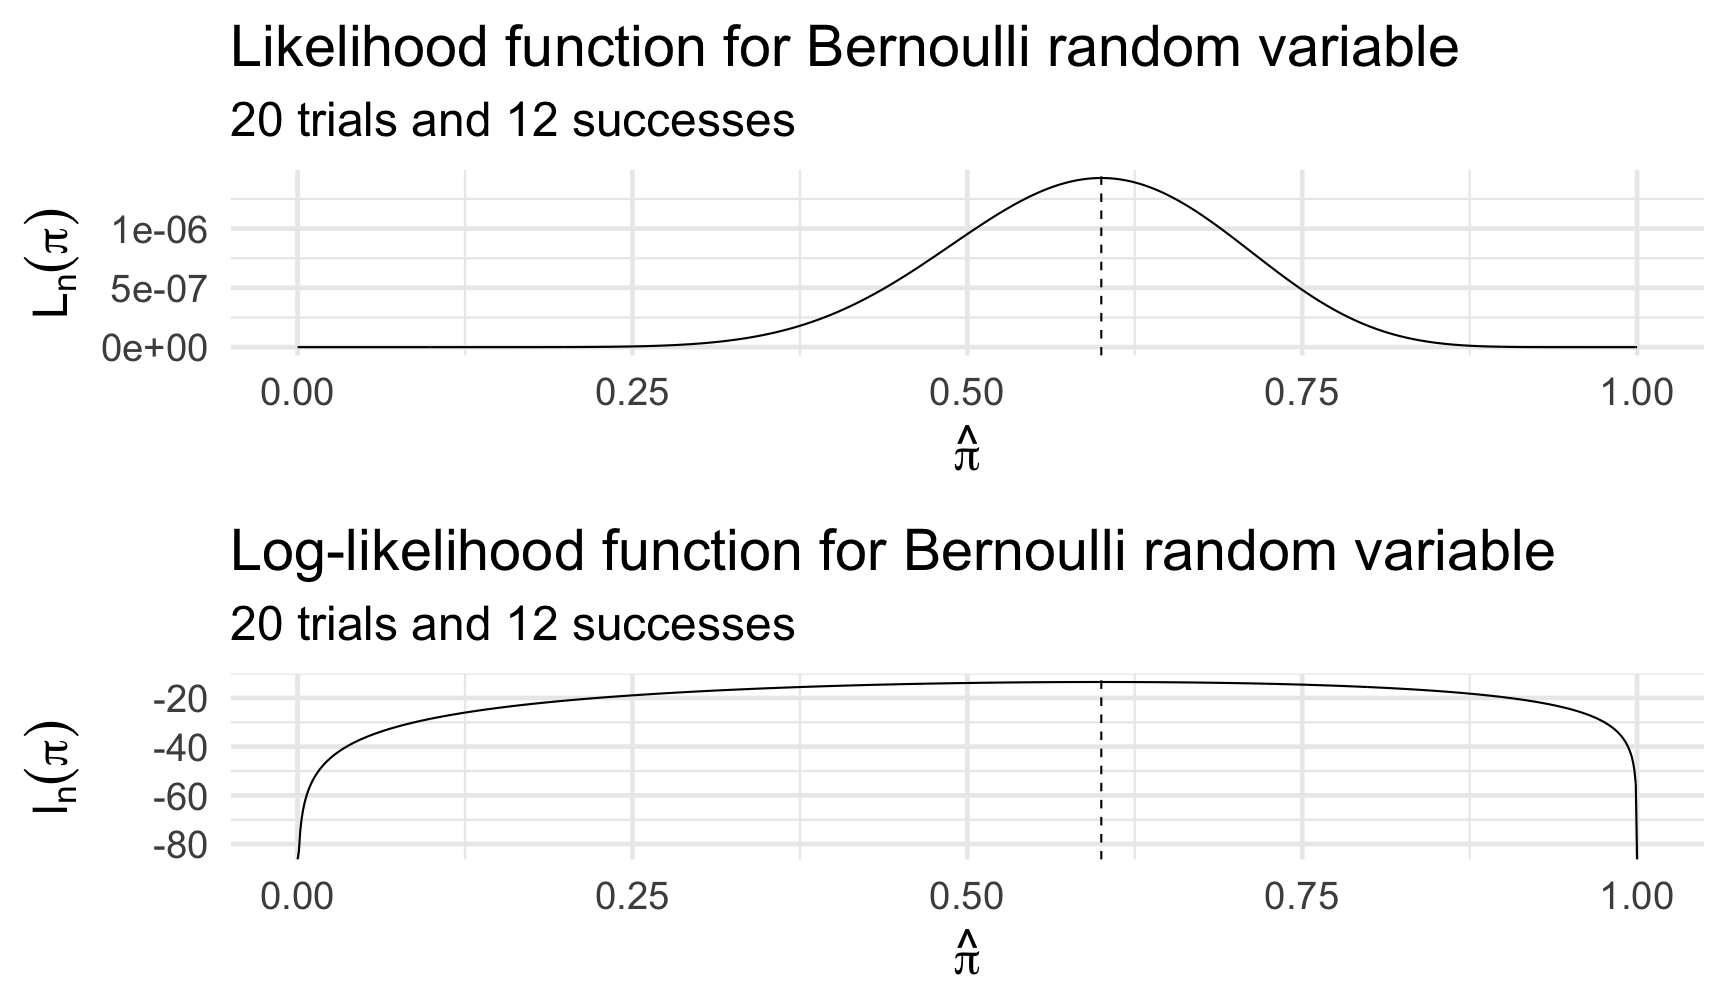 Likelihood function for Bernoulli random variable
20 trials and 12 successes
Lₙ(π)
1e-06
5e-07
0e+00
0.00 0.25 0.50 0.75 1.00
π̂
Log-likelihood function for Bernoulli random variable
20 trials and 12 successes
lₙ(π)
-20
-40
-60
-80
0.00 0.25 0.50 0.75 1.00
π̂